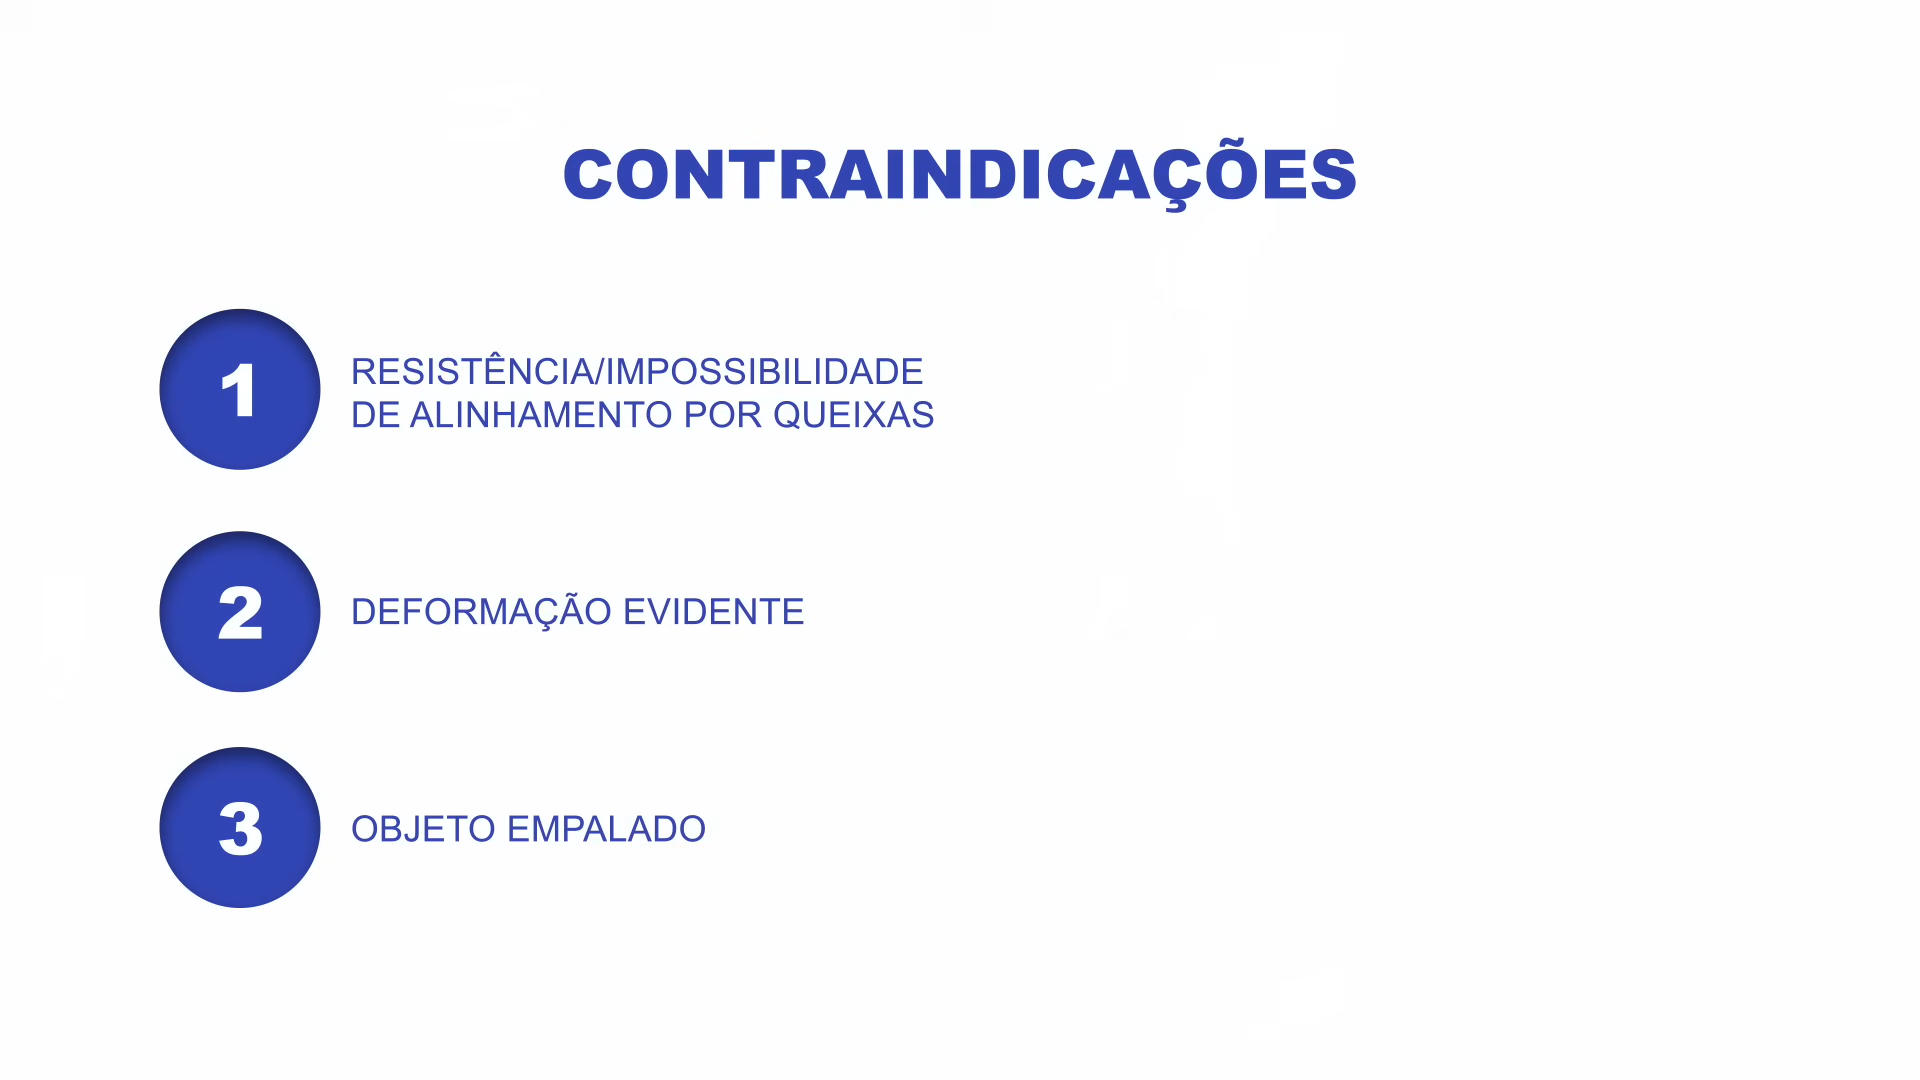 CONTRAINDICAÇÕES
1
RESISTÊNCIA/IMPOSSIBILIDADE
DE ALINHAMENTO POR QUEIXAS
2
DEFORMAÇÃO EVIDENTE
3
OBJETO EMPALADO